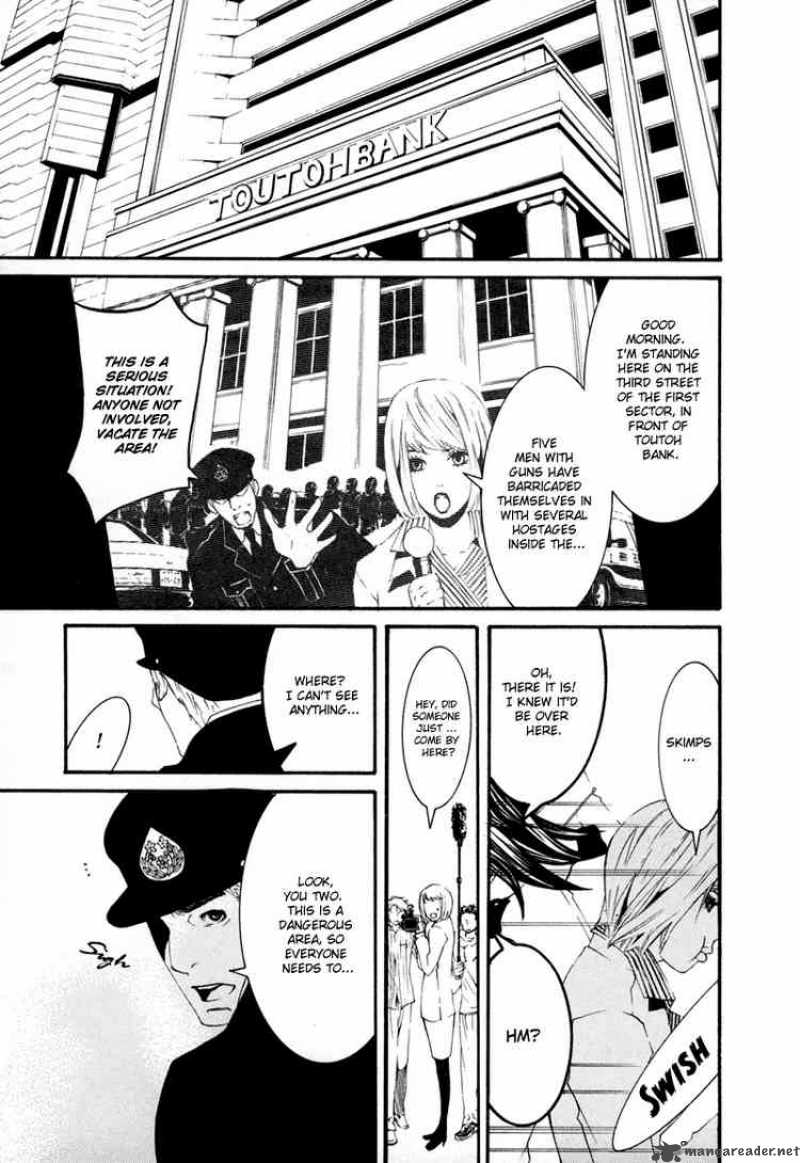 TOUTOH BANK
GOOD
MORNING.
I'M STANDING
HERE ON THE
THIRD STREET
OF THE FIRST
SECTOR, IN
FRONT OF
TOUTOH
BANK.
FIVE
MEN WITH
GUNS HAVE
BARRICADED
THEMSELVES IN
WITH SEVERAL
HOSTAGES
INSIDE THE...
THIS IS A
SERIOUS
SITUATION!
ANYONE NOT
INVOLVED,
VACATE THE
AREA!
SKIMPS
...
OH,
THERE IT IS!
I KNEW IT'D
BE OVER
HERE.
HM?
SWISH
HEY, DID
SOMEONE
JUST ...
COME BY
HERE?
WHERE?
I CAN'T SEE
ANYTHING...
!
LOOK,
YOU TWO.
THIS IS A
DANGEROUS
AREA, SO
EVERYONE
NEEDS TO...
...
Sigh
mangareader.net